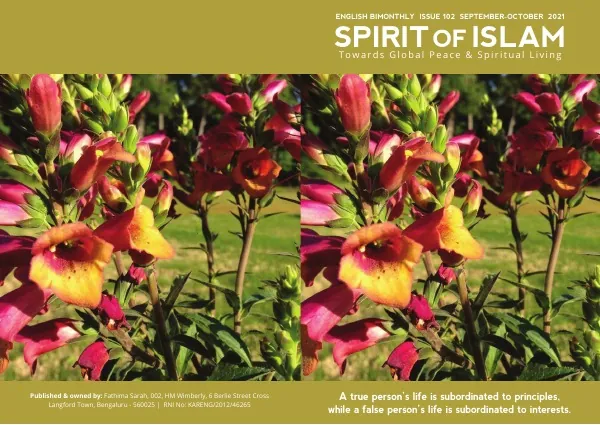 ENGLISH BIMONTHLY ISSUE 102 SEPTEMBER-OCTOBER 2021
SPIRIT OF ISLAM
Towards Global Peace & Spiritual Living
Published & owned by: Fathima Sarah, 002, HM Wimberly, 6 Berlie Street Cross
Langford Town, Bengaluru - 560025 | RNI No: KARENG/2012/46265
A true person's life is subordinated to principles,
while a false person's life is subordinated to interests.